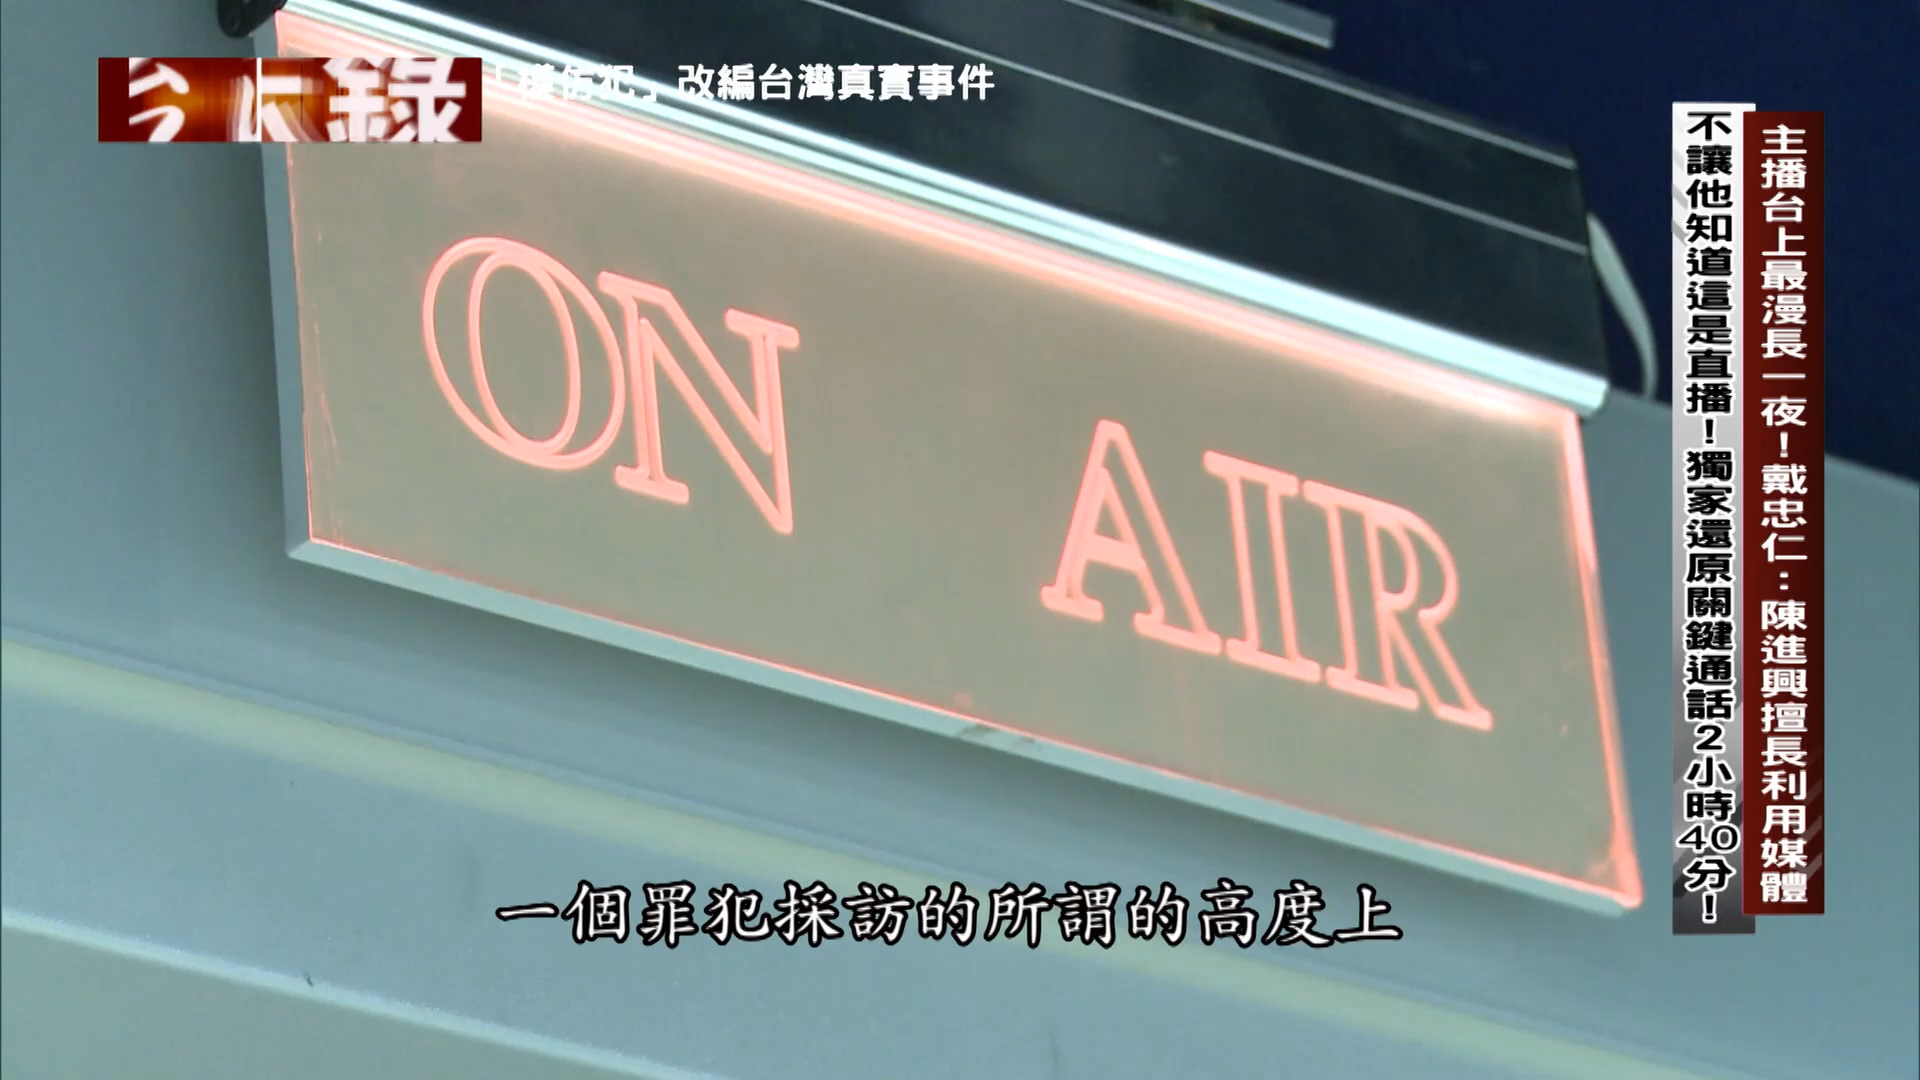 錄
「模仿犯」改編台灣真實事件
主播台上最漫長一夜！戴忠仁：陳進興擅長利用媒體
不讓他知道這是直播！獨家還原關鍵通話2小時40分！
ON AIR
一個罪犯採訪的所謂的高度上